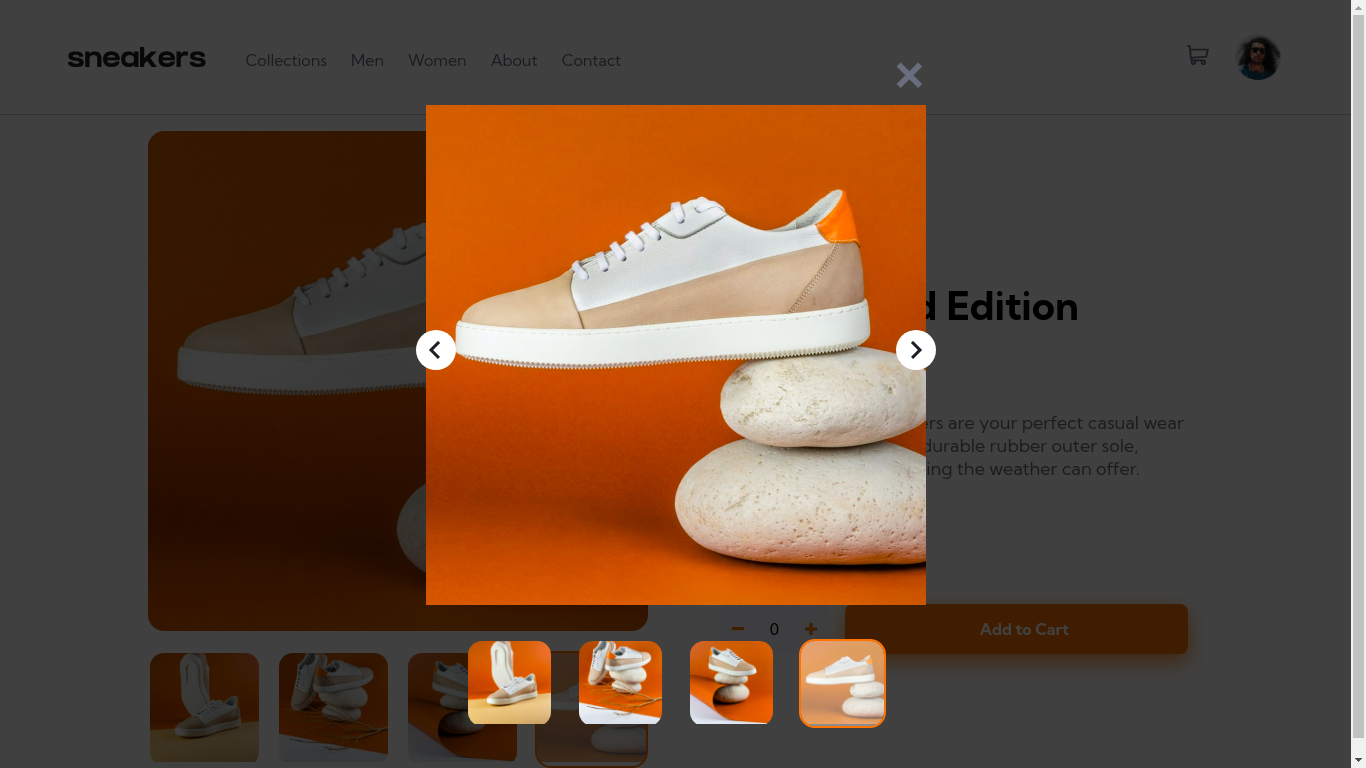 sneakers Collections Men Women About Contact
d Edition
ers are your perfect casual wear
durable rubber outer sole,
ing the weather can offer.
0 Add to Cart